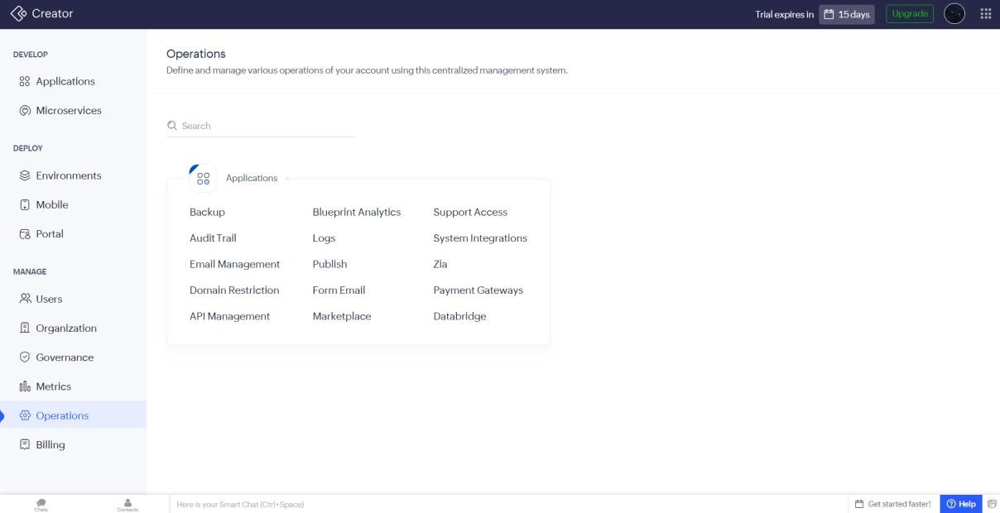 Creator
Trial expires in 15 days Upgrade
DEVELOP
Applications
Microservices
DEPLOY
Environments
Mobile
Portal
MANAGE
Users
Organization
Governance
Metrics
Operations
Billing
Operations
Define and manage various operations of your account using this centralized management system.
Search
Applications
Backup Blueprint Analytics Support Access
Audit Trail Logs System Integrations
Email Management Publish Zia
Domain Restriction Form Email Payment Gateways
API Management Marketplace Databridge
Chats Contacts Here is your Smart Chat (Ctrl+Space) Get started faster! Help